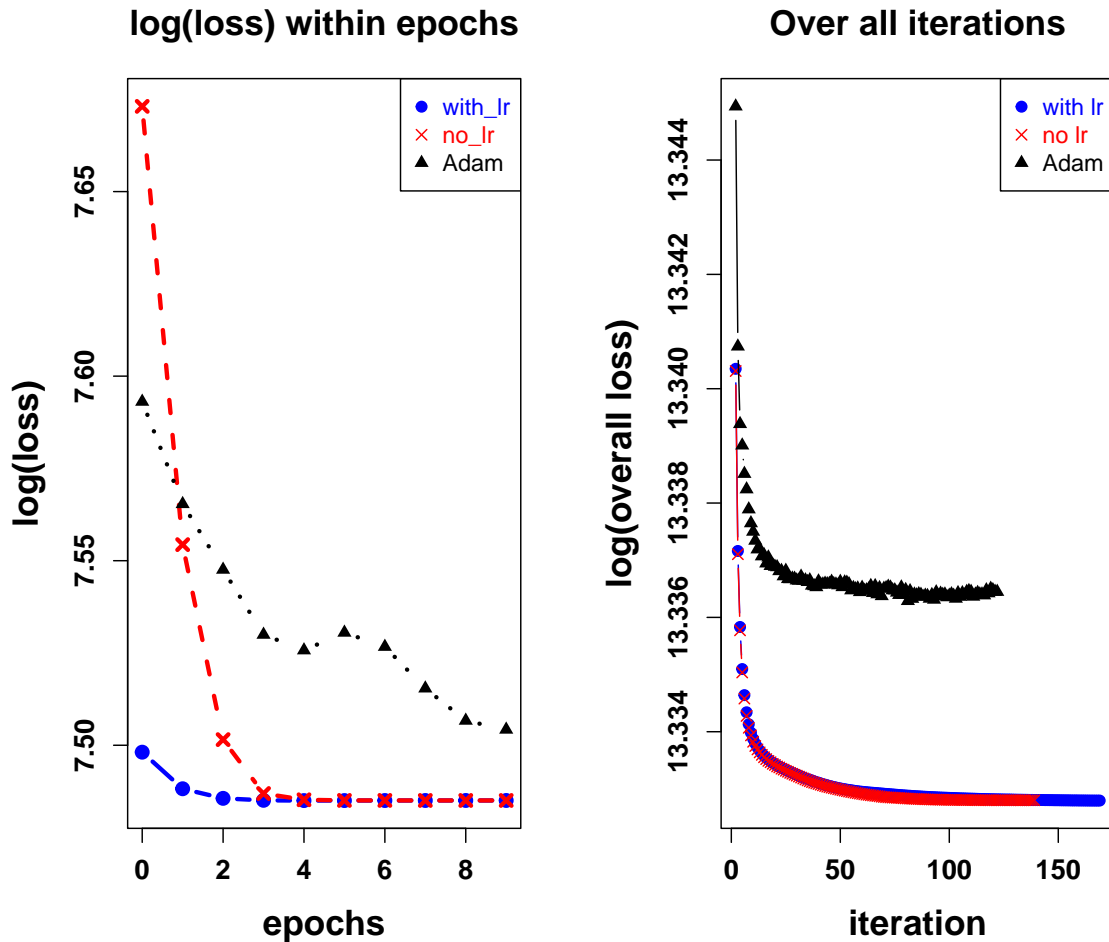 log(loss) within epochs
with_lr
no_lr
Adam
7.65
7.60
7.55
7.50
log(loss)
0 2 4 6 8
epochs
Over all iterations
with lr
no lr
Adam
13.344
13.342
13.340
13.338
13.336
13.334
log(overall loss)
0 50 100 150
iteration